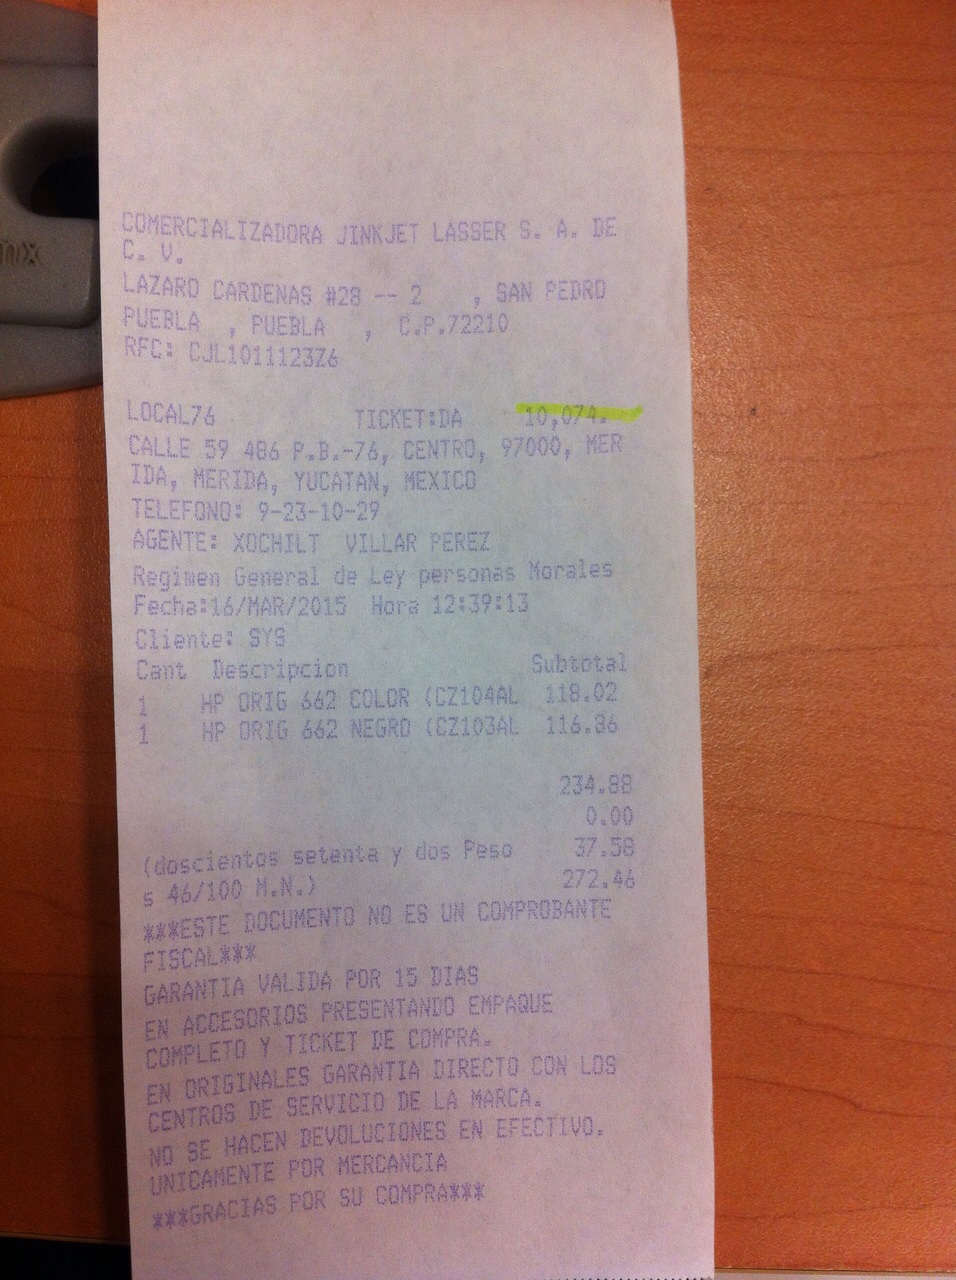 COMERCIALIZADORA JINKJET LASSER S. A. DE
C. V.
LAZARO CARDENAS #28 -- 2 , SAN PEDRO
PUEBLA , PUEBLA , C.P.72210
RFC: CJL1011123Z6
LOCAL76 TICKET:DA 10,074.
CALLE 59 486 P.B.-76, CENTRO, 97000, MER
IDA, MERIDA, YUCATAN, MEXICO
TELEFONO: 9-23-10-29
AGENTE: XOCHILT VILLAR PEREZ
Regimen General de Ley personas Morales
Fecha:16/MAR/2015 Hora 12:39:13
Cliente: SYS
Cant Descripcion Subtotal
1 HP ORIG 662 COLOR (CZ104AL 118.02
1 HP ORIG 662 NEGRO (CZ103AL 116.86
234.88
0.00
(doscientos setenta y dos Peso 37.58
s 46/100 M.N.) 272.46
***ESTE DOCUMENTO NO ES UN COMPROBANTE
FISCAL***
GARANTIA VALIDA POR 15 DIAS
EN ACCESORIOS PRESENTANDO EMPAQUE
COMPLETO Y TICKET DE COMPRA.
EN ORIGINALES GARANTIA DIRECTO CON LOS
CENTROS DE SERVICIO DE LA MARCA.
NO SE HACEN DEVOLUCIONES EN EFECTIVO.
UNICAMENTE POR MERCANCIA
***GRACIAS POR SU COMPRA***